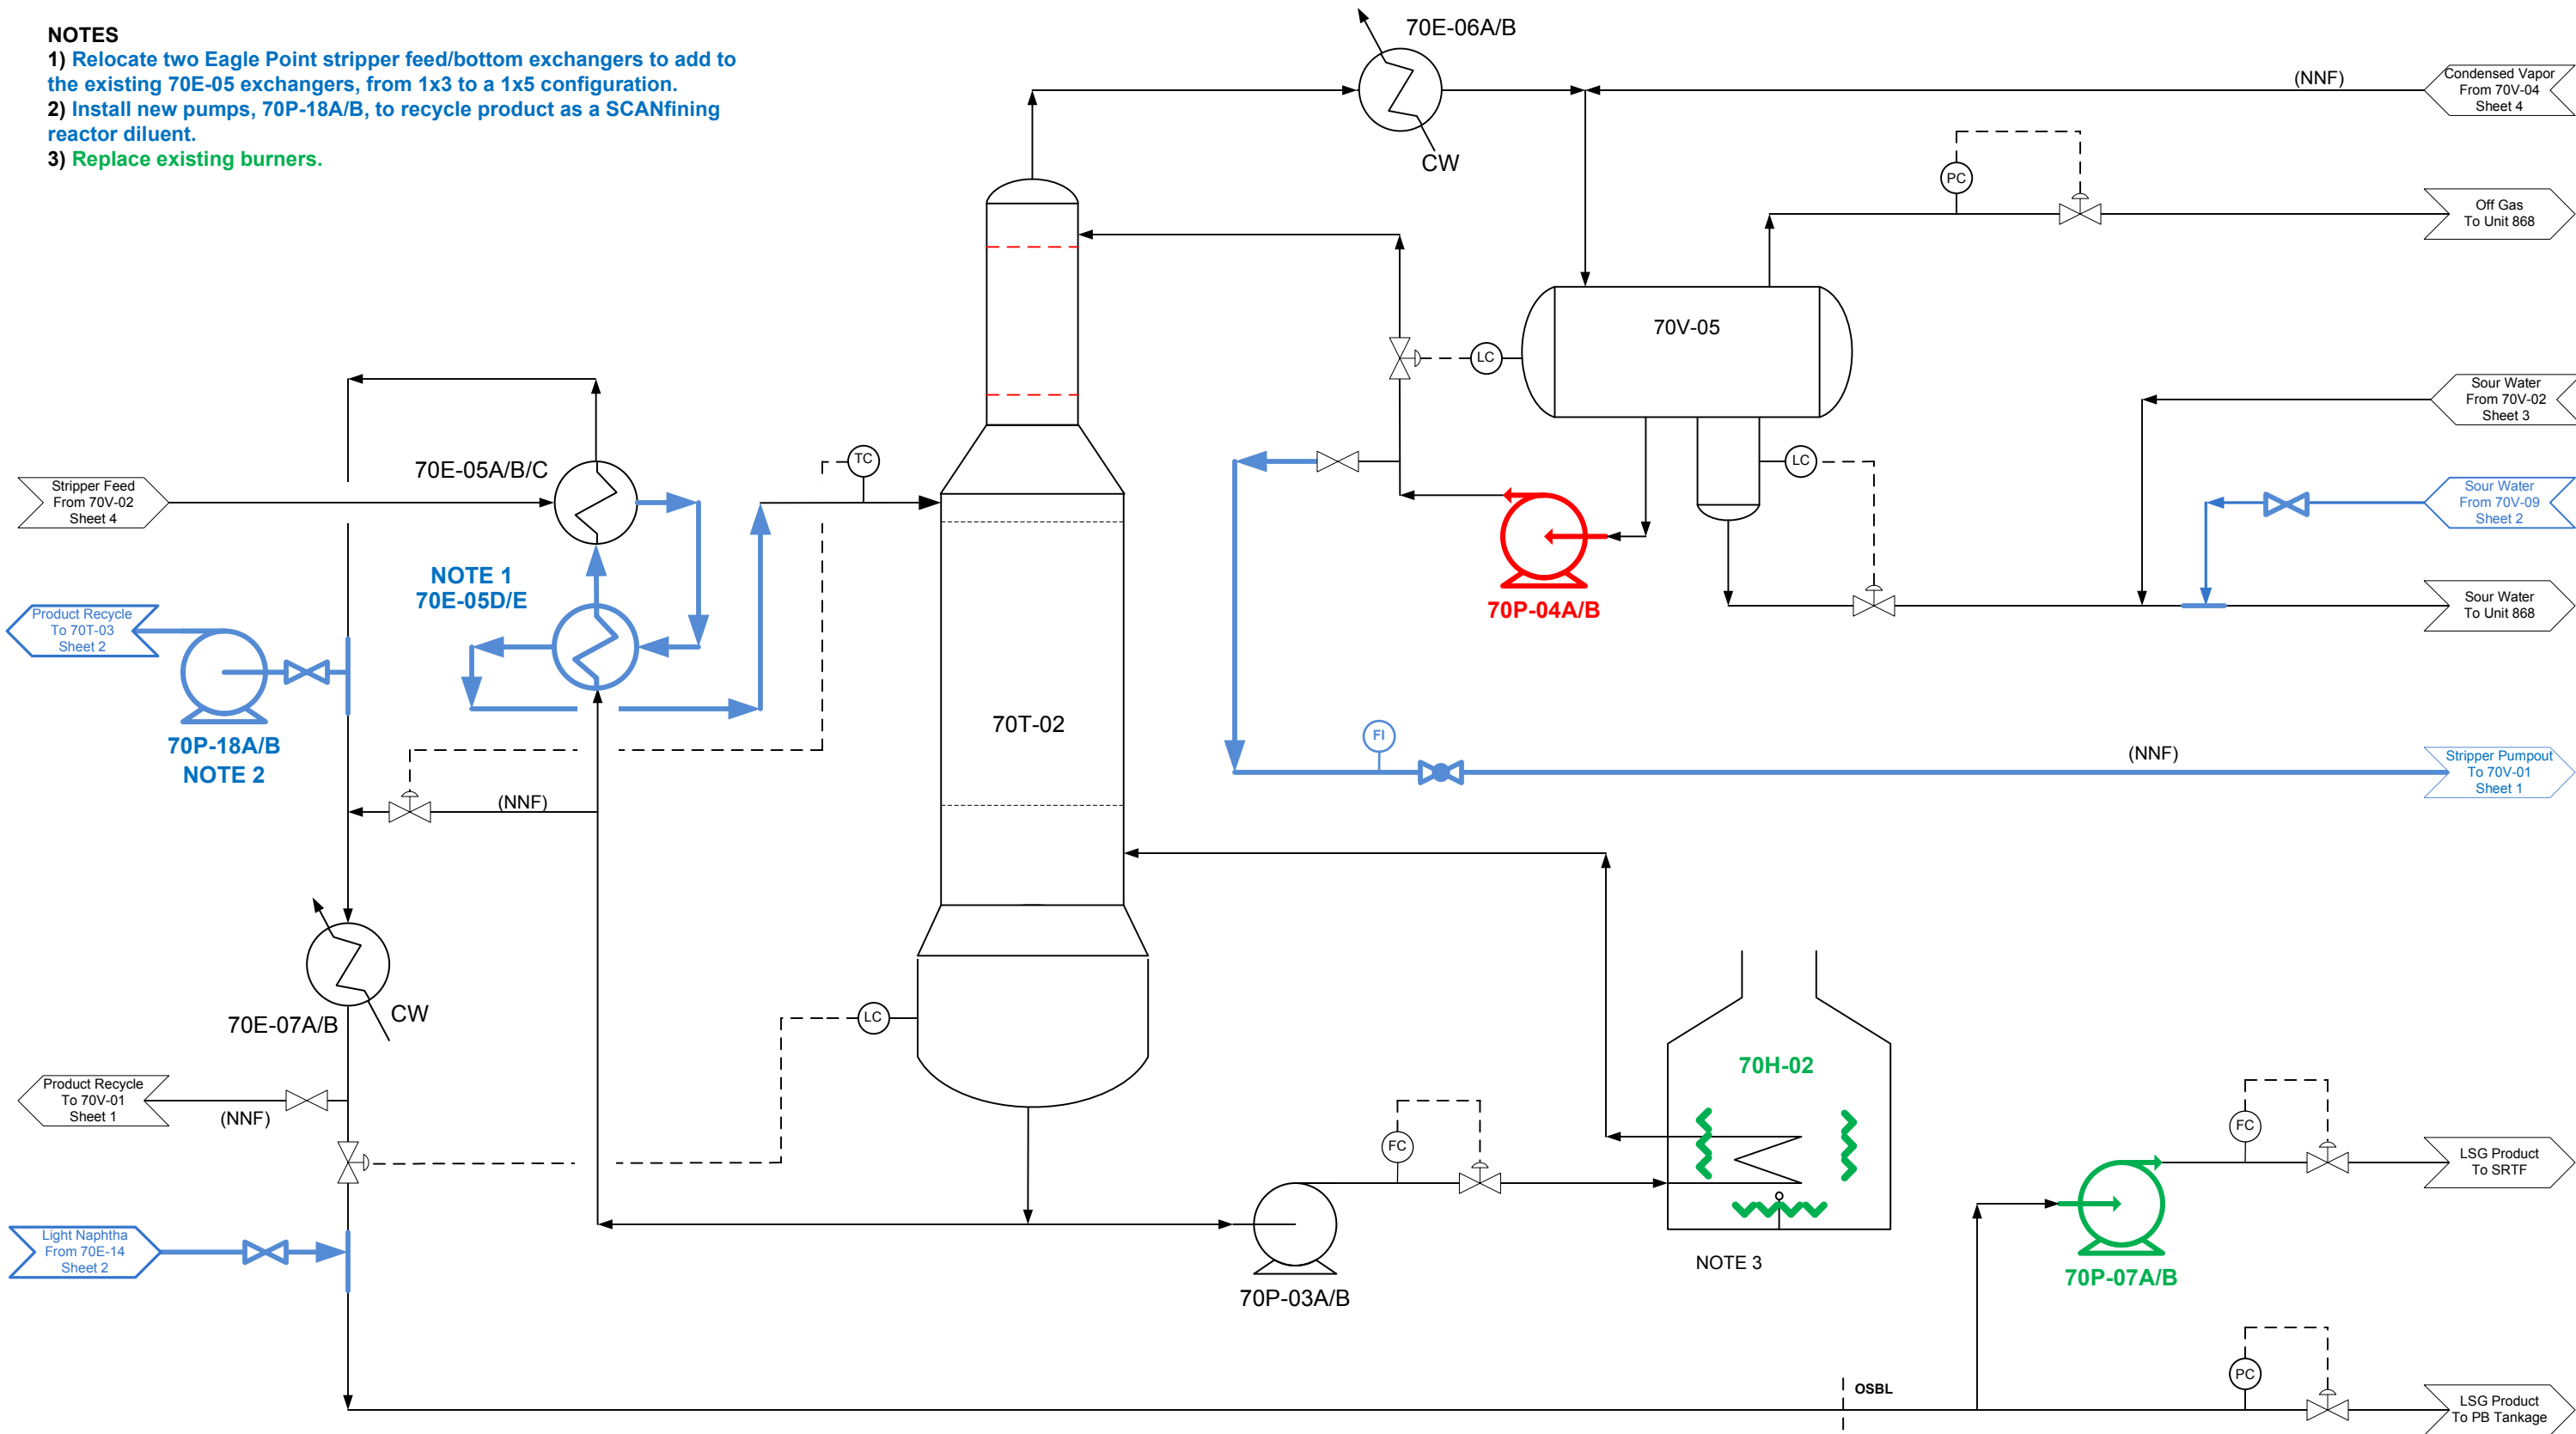 NOTES
1) Relocate two Eagle Point stripper feed/bottom exchangers to add to
the existing 70E-05 exchangers, from 1x3 to a 1x5 configuration.
2) Install new pumps, 70P-18A/B, to recycle product as a SCANfining
reactor diluent.
3) Replace existing burners.
70E-06A/B
CW
(NNF)
Condensed Vapor
From 70V-04
Sheet 4
PC
Off Gas
To Unit 868
70V-05
LC
Sour Water
From 70V-02
Sheet 3
70E-05A/B/C
TC
LC
Stripper Feed
From 70V-02
Sheet 4
Sour Water
From 70V-09
Sheet 2
NOTE 1
70E-05D/E
70P-04A/B
Sour Water
To Unit 868
Product Recycle
To 70T-03
Sheet 2
70P-18A/B
NOTE 2
70T-02
FI
(NNF)
Stripper Pumpout
To 70V-01
Sheet 1
(NNF)
70E-07A/B
CW
LC
70H-02
Product Recycle
To 70V-01
Sheet 1
(NNF)
FC
FC
LSG Product
To SRTF
Light Naphtha
From 70E-14
Sheet 2
NOTE 3
70P-03A/B
70P-07A/B
PC
OSBL
LSG Product
To PB Tankage